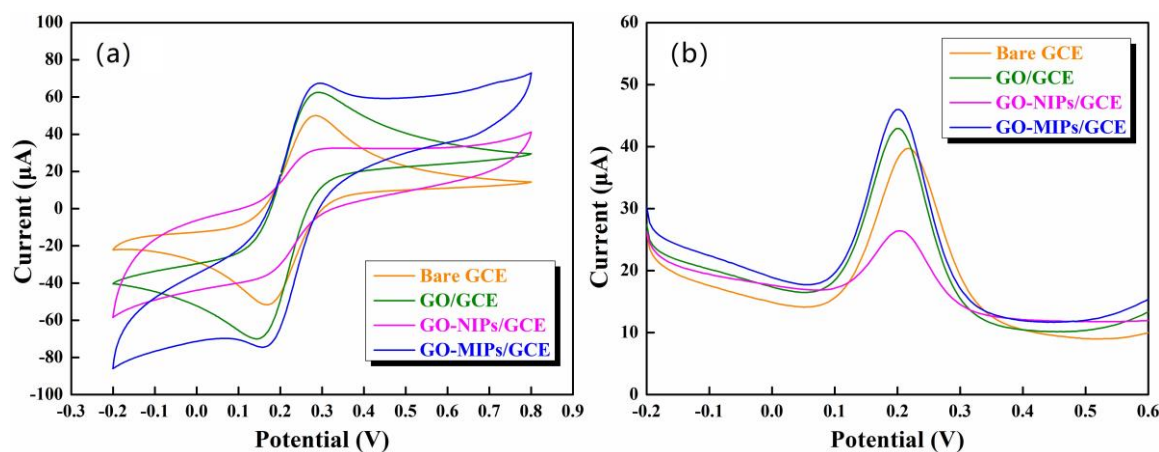 (a)
100
80
60
40
20
0
-20
-40
-60
-80
-100
Current (μA)
Bare GCE
GO/GCE
GO-NIPs/GCE
GO-MIPs/GCE
-0.3 -0.2 -0.1 0.0 0.1 0.2 0.3 0.4 0.5 0.6 0.7 0.8 0.9
Potential (V)
(b)
60
50
40
30
20
10
0
Current (μA)
Bare GCE
GO/GCE
GO-NIPs/GCE
GO-MIPs/GCE
-0.2 -0.1 0.0 0.1 0.2 0.3 0.4 0.5 0.6
Potential (V)